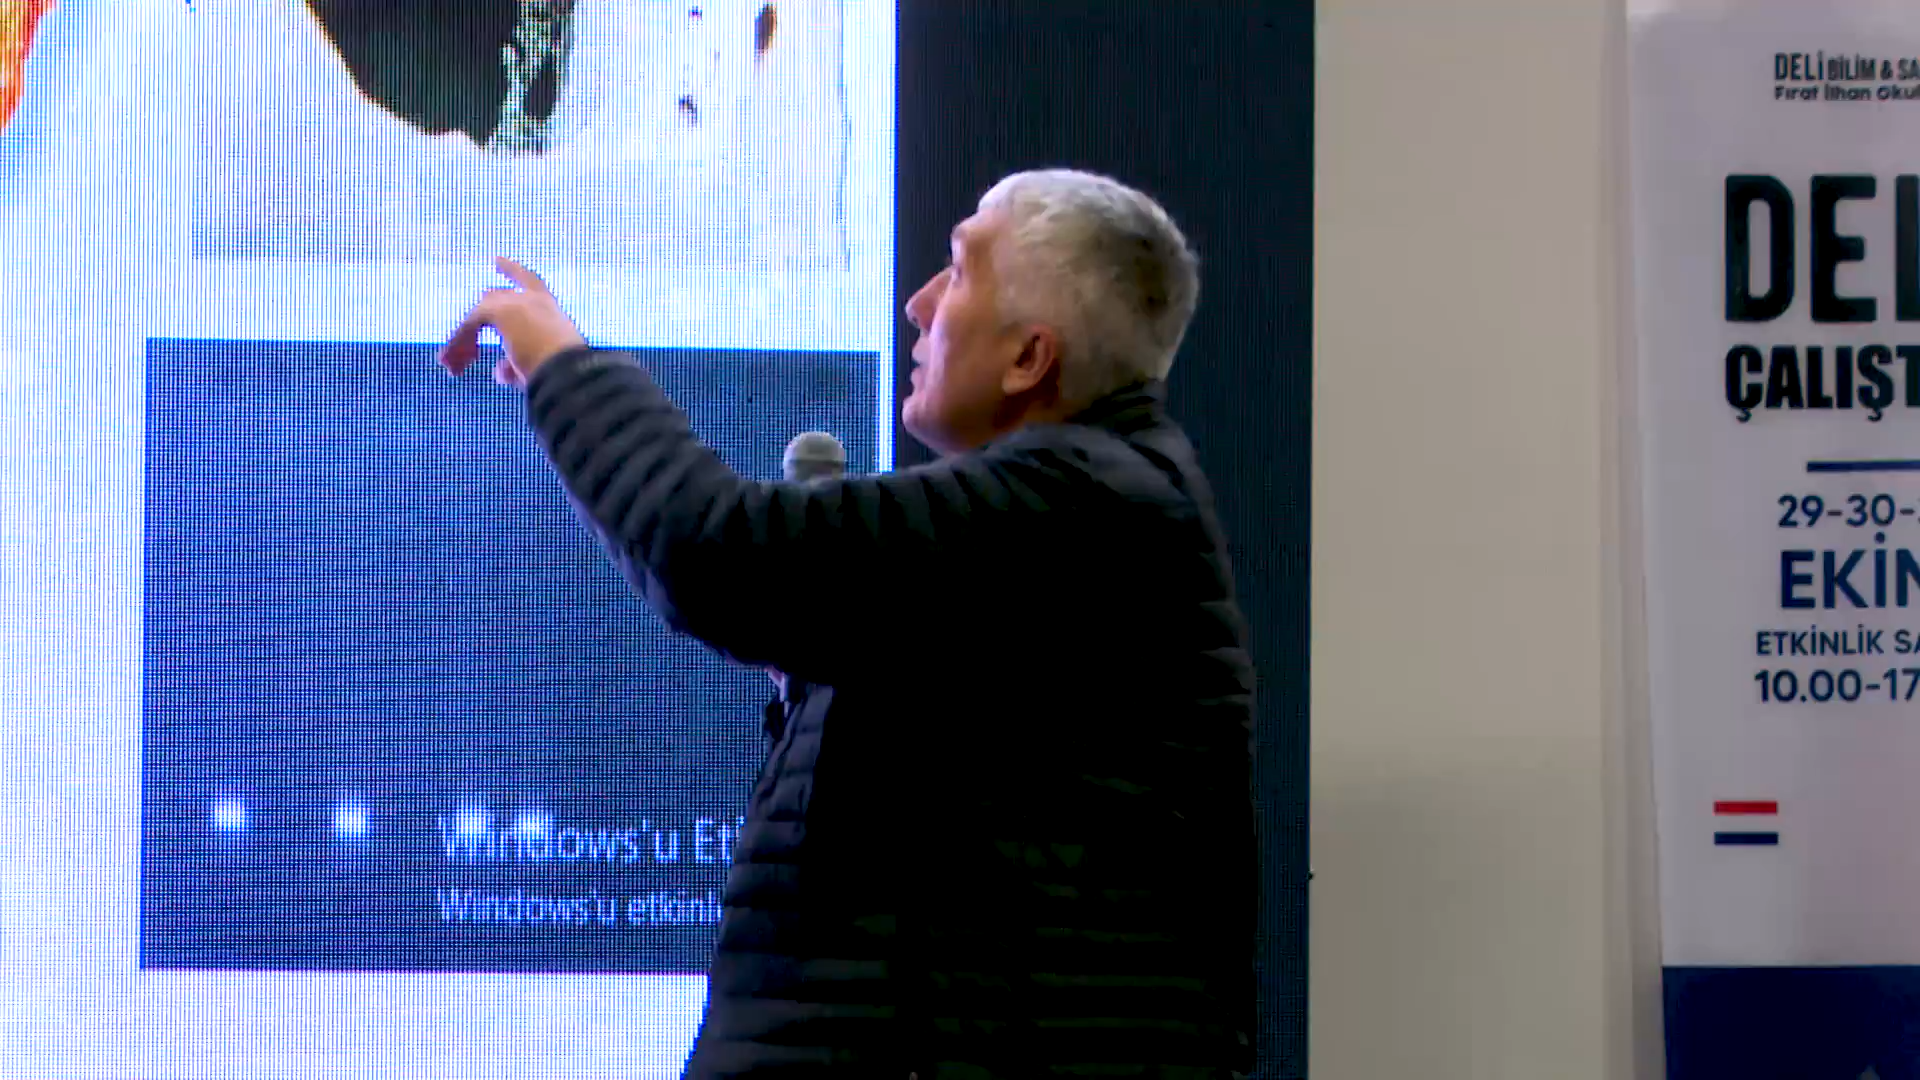 Windows'u Et
Windows'u etkinl
DELİ BİLİM & SA
Fırat İlhan Okul
DEL
ÇALIŞT
29-30-
EKİN
ETKİNLİK SA
10.00-17